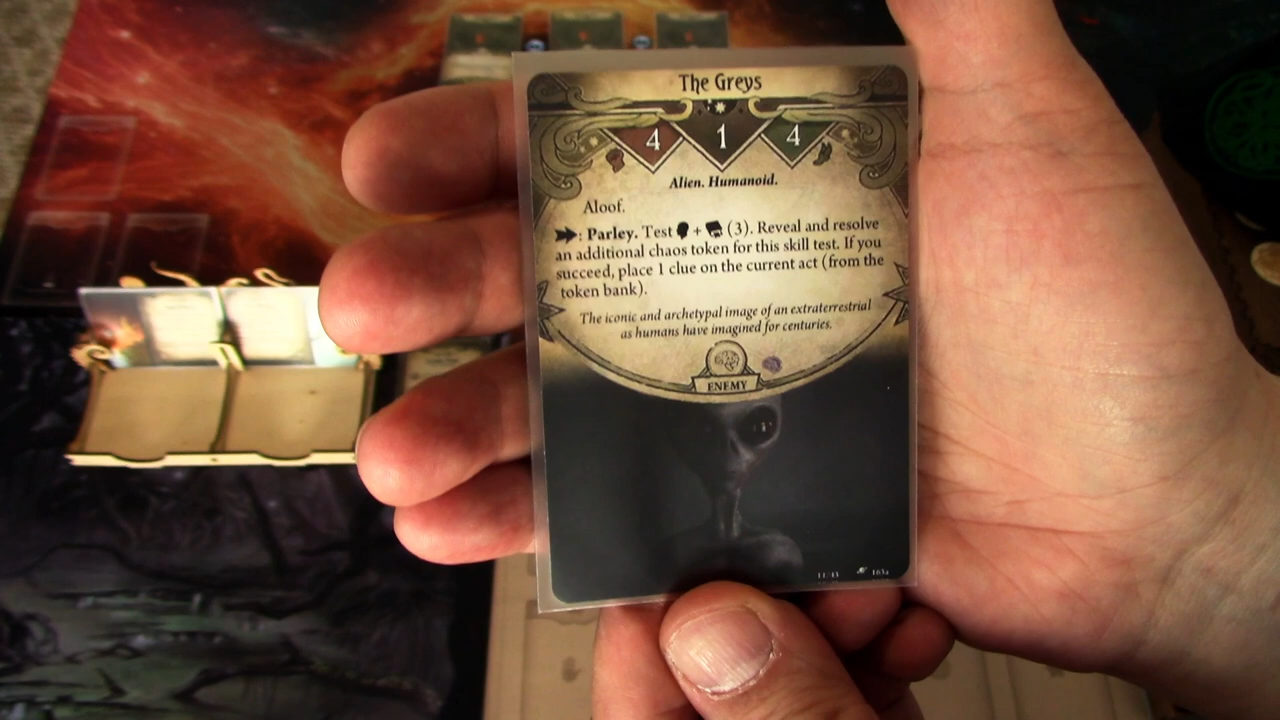 The Greys
4 1 4
Alien. Humanoid.
Aloof.
: Parley. Test + (3). Reveal and resolve
an additional chaos token for this skill test. If you
succeed, place 1 clue on the current act (from the
token bank).
The iconic and archetypal image of an extraterrestrial
as humans have imagined for centuries.
ENEMY
163a